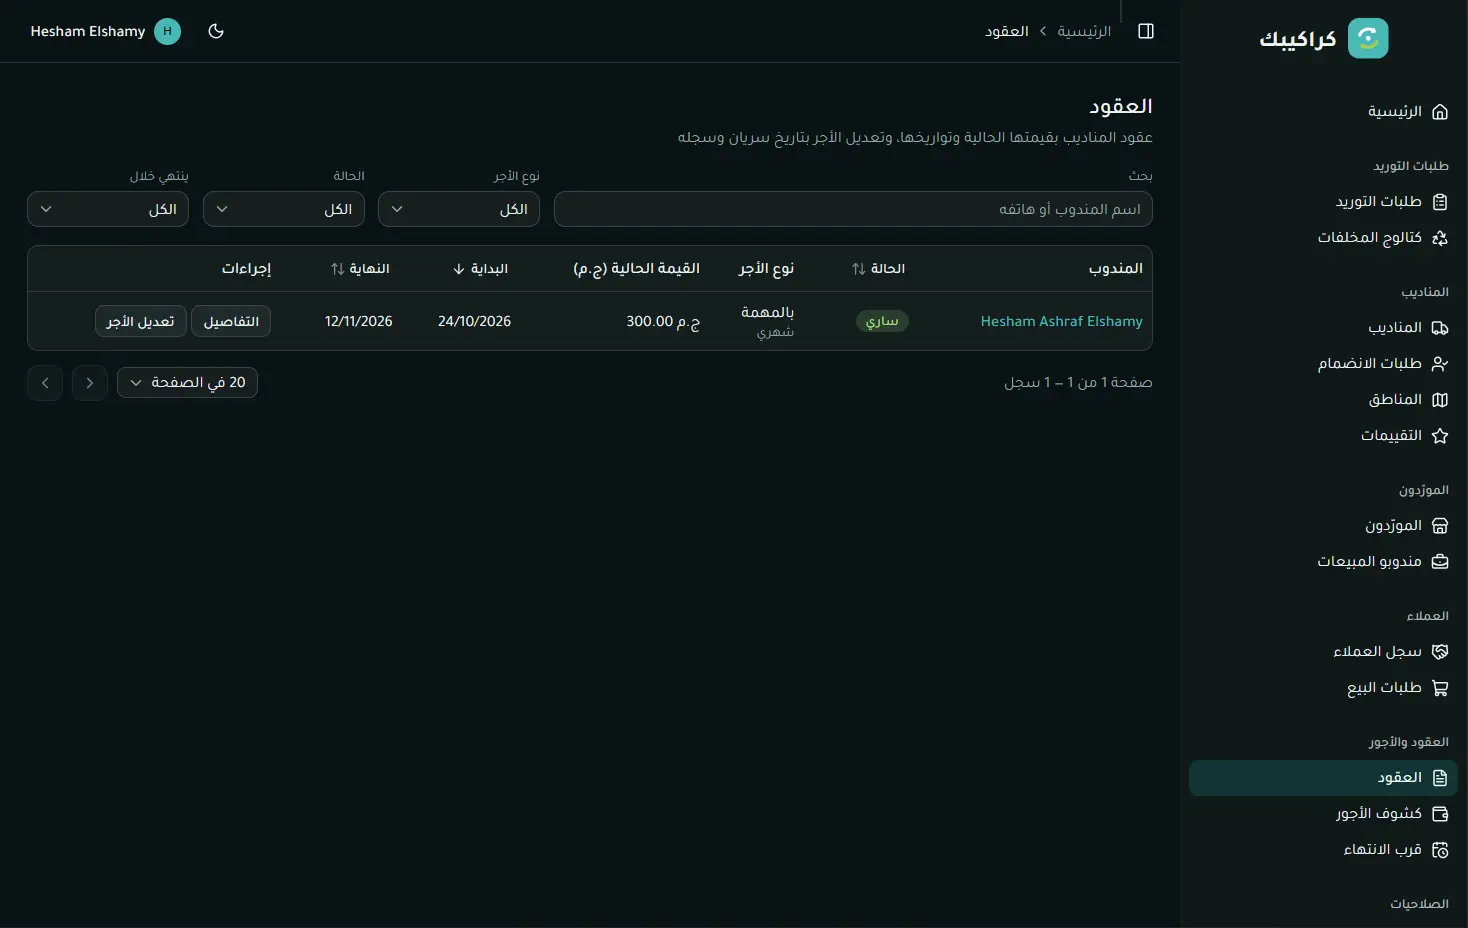 كراكيبك
الرئيسية
طلبات التوريد
طلبات التوريد
كتالوج المخلفات
المناديب
المناديب
طلبات الانضمام
المناطق
التقييمات
المورّدون
المورّدون
مندوبو المبيعات
العملاء
سجل العملاء
طلبات البيع
العقود والأجور
العقود
كشوف الأجور
قرب الانتهاء
الصلاحيات
الرئيسية العقود
H Hesham Elshamy
العقود
عقود المناديب بقيمتها الحالية وتواريخها، وتعديل الأجر بتاريخ سريان وسجله
بحث نوع الأجر الحالة ينتهي خلال
اسم المندوب أو هاتفه الكل الكل الكل
المندوب الحالة نوع الأجر القيمة الحالية (ج.م) البداية النهاية إجراءات
Hesham Ashraf Elshamy ساري بالمهمة ج.م 300.00 24/10/2026 12/11/2026 التفاصيل تعديل الأجر
شهري
صفحة 1 من 1 – 1 سجل 20 في الصفحة